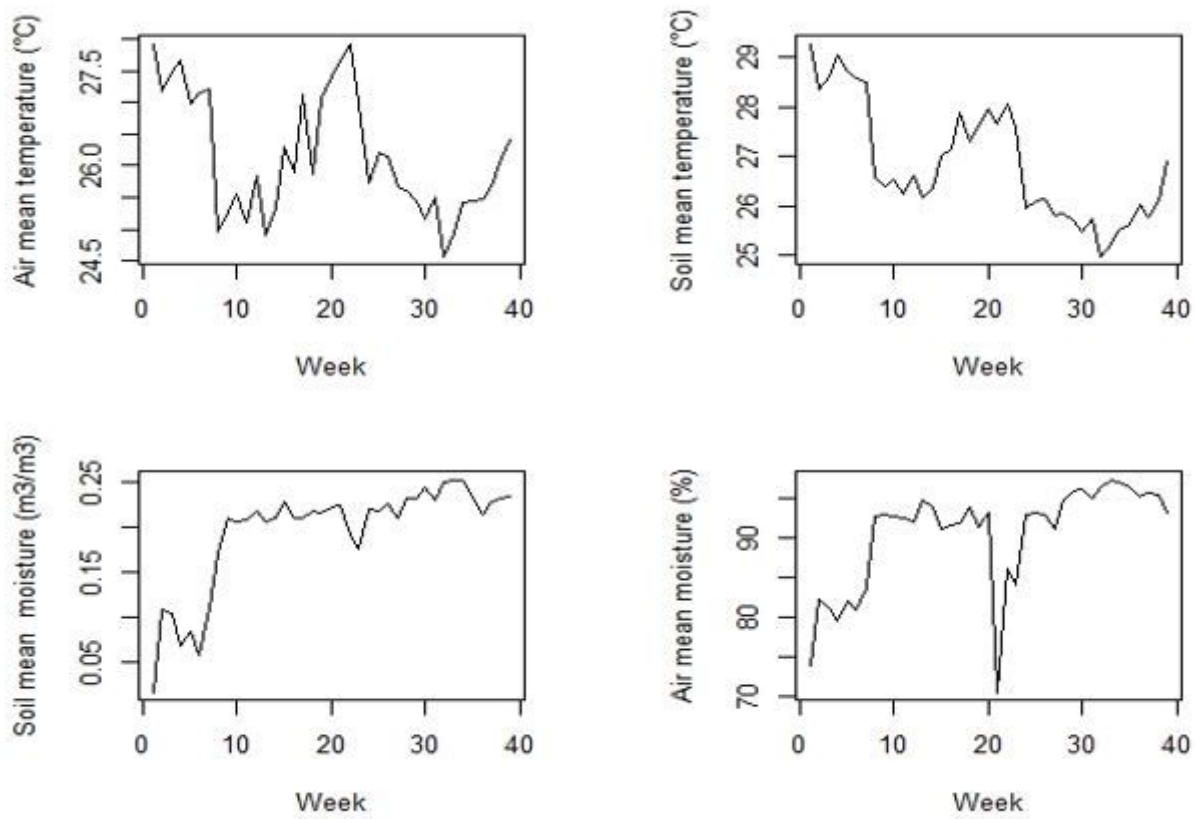 Air mean temperature (°C)
27.5
26.0
24.5
0 10 20 30 40
Week
Soil mean temperature (°C)
29
28
27
26
25
0 10 20 30 40
Week
Soil mean moisture (m3/m3)
0.25
0.15
0.05
0 10 20 30 40
Week
Air mean moisture (%)
90
80
70
0 10 20 30 40
Week